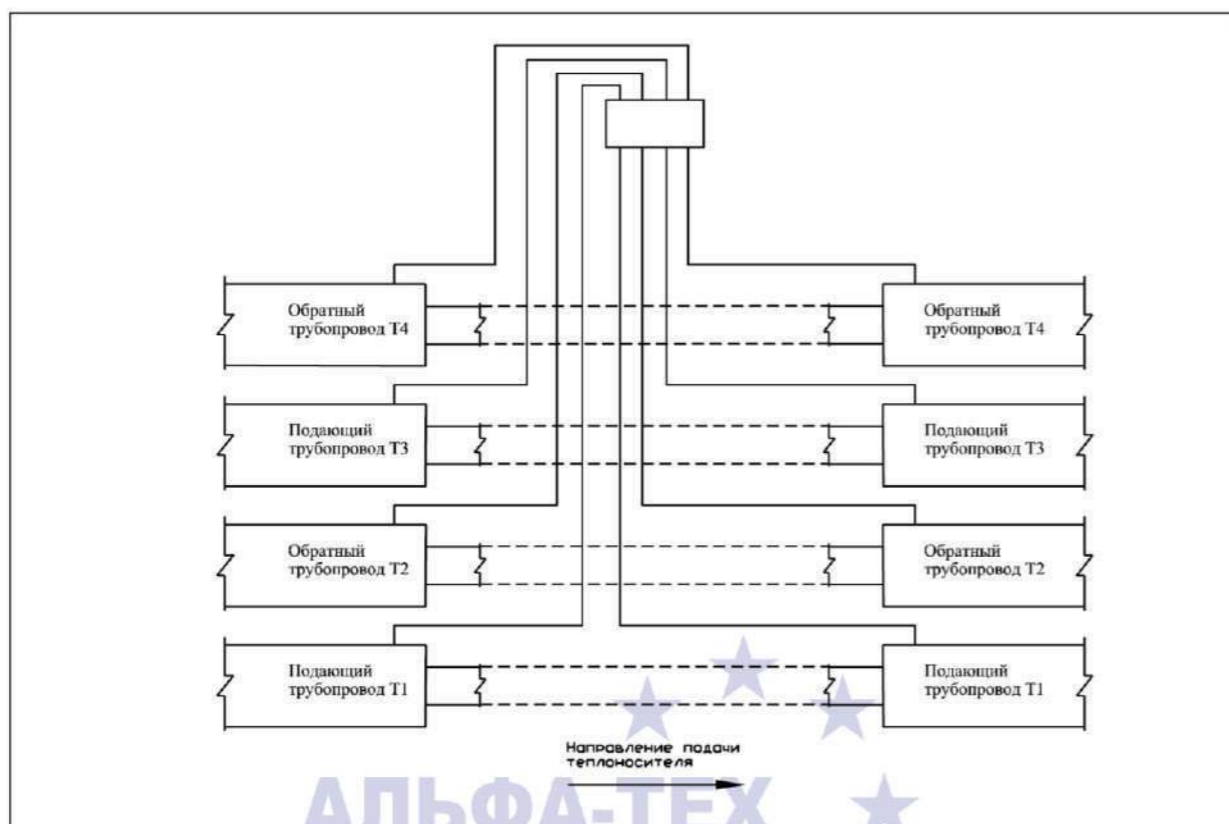 Обратный
трубопровод Т4
Обратный
трубопровод Т4
Подающий
трубопровод Т3
Подающий
трубопровод Т3
Обратный
трубопровод Т2
Обратный
трубопровод Т2
Подающий
трубопровод Т1
Подающий
трубопровод Т1
Направление подачи
теплоносителя
АЛЬФА-ТЕХ